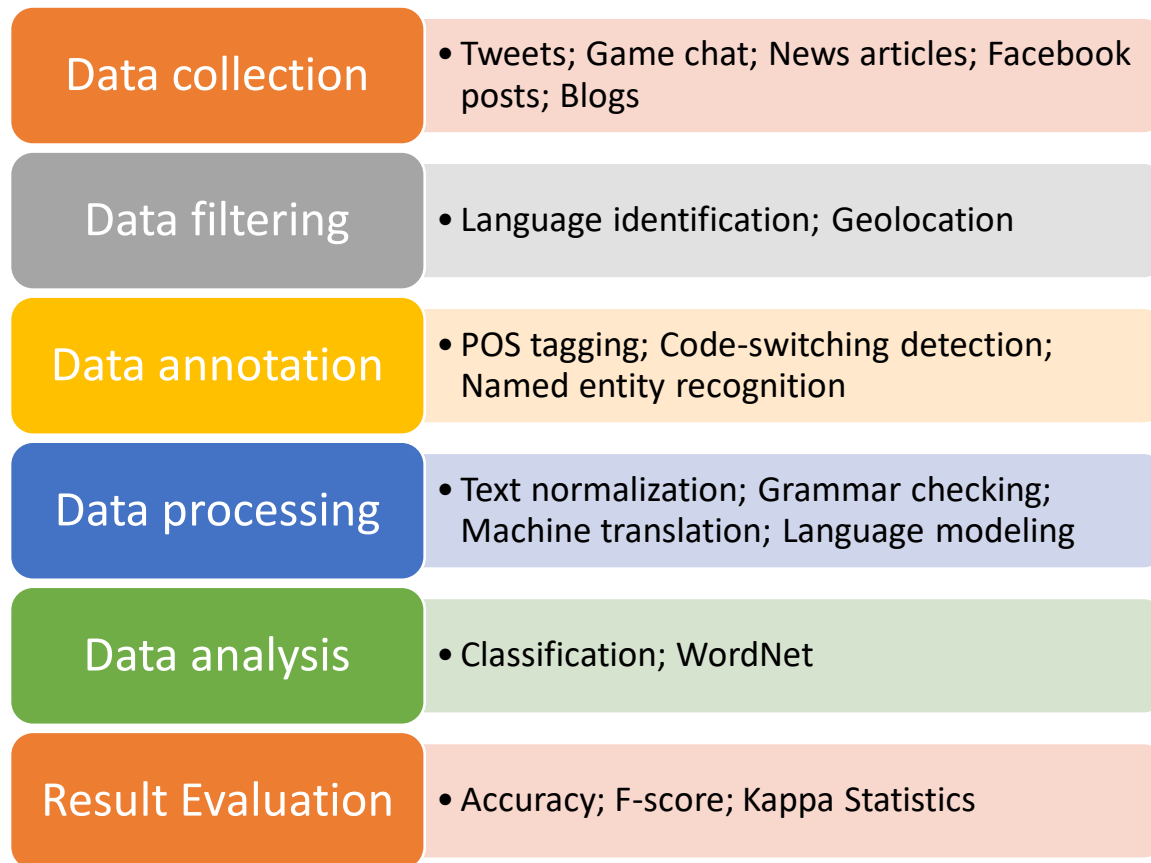 Data collection
• Tweets; Game chat; News articles; Facebook
posts; Blogs
Data filtering
• Language identification; Geolocation
Data annotation
• POS tagging; Code-switching detection;
Named entity recognition
Data processing
• Text normalization; Grammar checking;
Machine translation; Language modeling
Data analysis
• Classification; WordNet
Result Evaluation
• Accuracy; F-score; Kappa Statistics